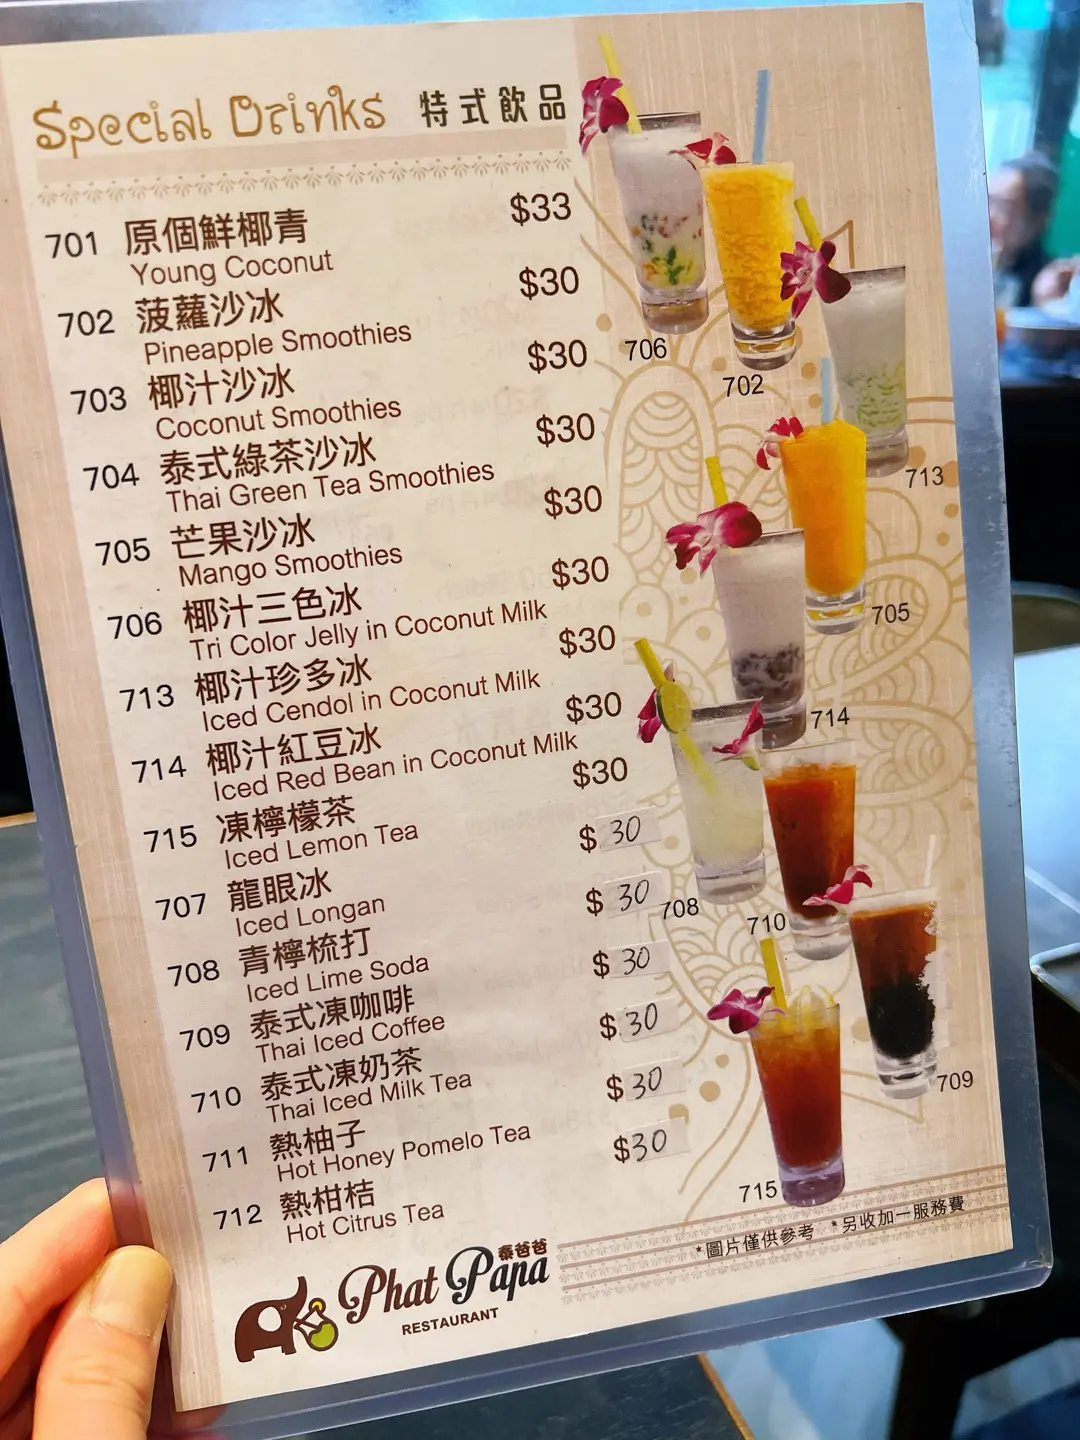 Special Drinks 特式飲品
701 原個鮮椰青 $33
Young Coconut
702 菠蘿沙冰 $30
Pineapple Smoothies
703 椰汁沙冰 $30
Coconut Smoothies
704 泰式綠茶沙冰 $30
Thai Green Tea Smoothies
705 芒果沙冰 $30
Mango Smoothies
706 椰汁三色冰 $30
Tri Color Jelly in Coconut Milk
713 椰汁珍多冰 $30
Iced Cendol in Coconut Milk
714 椰汁紅豆冰 $30
Iced Red Bean in Coconut Milk
715 凍檸檬茶 $30
Iced Lemon Tea
707 龍眼冰 $30
Iced Longan
708 青檸梳打 $30
Iced Lime Soda
709 泰式凍咖啡 $30
Thai Iced Coffee
710 泰式凍奶茶 $30
Thai Iced Milk Tea
711 熱柚子 $30
Hot Honey Pomelo Tea
712 熱柑桔 $30
Hot Citrus Tea
706
702
713
705
714
708
710
709
715
*圖片僅供參考 *另收加一服務費
泰爸爸
Phat Papa
RESTAURANT